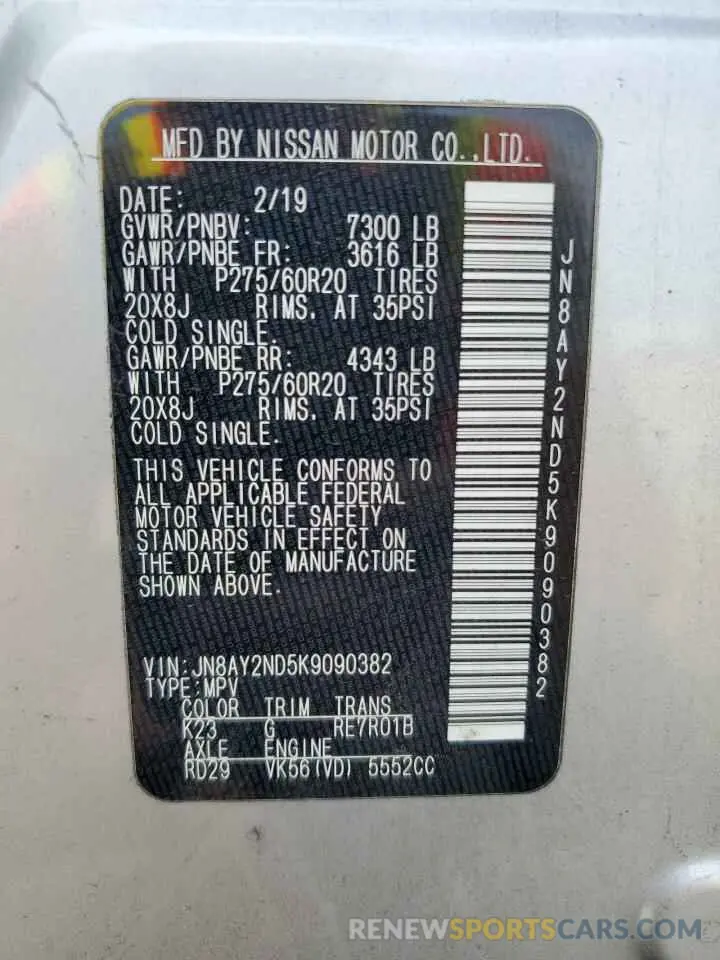 MFD BY NISSAN MOTOR CO.,LTD.
DATE: 2/19
GVWR/PNBV: 7300 LB
GAWR/PNBE FR: 3616 LB
WITH P275/60R20 TIRES
20X8J RIMS. AT 35PSI
COLD SINGLE.
GAWR/PNBE RR: 4343 LB
WITH P275/60R20 TIRES
20X8J RIMS. AT 35PSI
COLD SINGLE.
THIS VEHICLE CONFORMS TO
ALL APPLICABLE FEDERAL
MOTOR VEHICLE SAFETY
STANDARDS IN EFFECT ON
THE DATE OF MANUFACTURE
SHOWN ABOVE.
VIN:JN8AY2ND5K9090382
TYPE:MPV
COLOR TRIM TRANS
K23 G RE7R01B
AXLE ENGINE
RD29 VK56(VD) 5552CC
JN8AY2ND5K9090382
RENEWSPORTSCARS.COM